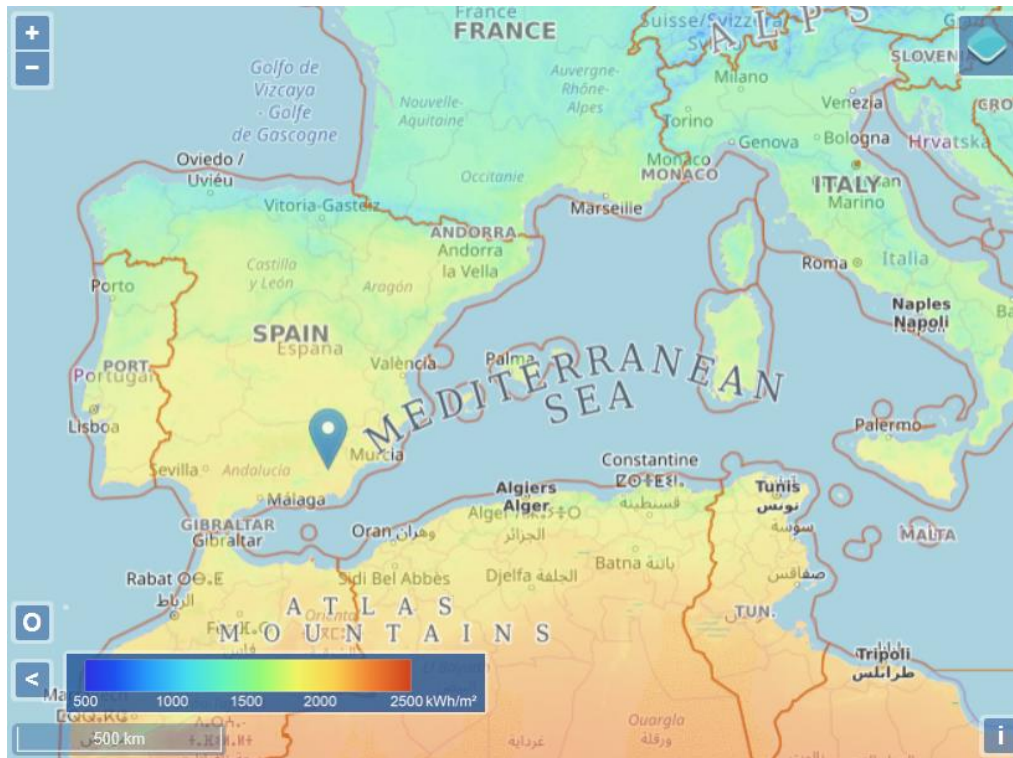 +
−
France
FRANCE
Suisse/Svizzera
ALPS
SLOVENI
Golfo de
Vizcaya
- Golfe
de Gascogne
Nouvelle-
Aquitaine
Auvergne-
Rhône-
Alpes
Milano
Venezia
Torino
Genova
Bologna
Hrvatska
Oviedo /
Uviéu
Occitanie
Monaco
MONACO
ITALY
Marino
Vitoria-Gasteiz
Marseille
ANDORRA
Andorra
la Vella
Roma
Italia
Castilla
y León
Aragón
Porto
Naples
Napoli
SPAIN
España
València
Palma
PORT.
Portugal
MEDITERRANEAN
SEA
Lisboa
Murcia
Palermo
Sevilla
Andalucía
Málaga
Constantine
Algiers
Alger
الجزائر
قسنطينة
Tunis
تونس
سوسة
GIBRALTAR
Gibraltar
Oran وهران
MALTA
Rabat
الرباط
Sidi Bel Abbès
Djelfa الجلفة
Batna باتنة
صفاقس
ATLAS
MOUNTAINS
Oriental
فاس
TUN.
O
<
Tripoli
طرابلس
500 1000 1500 2000 2500 kWh/m²
500 km
غرداية
Ouargla
ورقلة
i